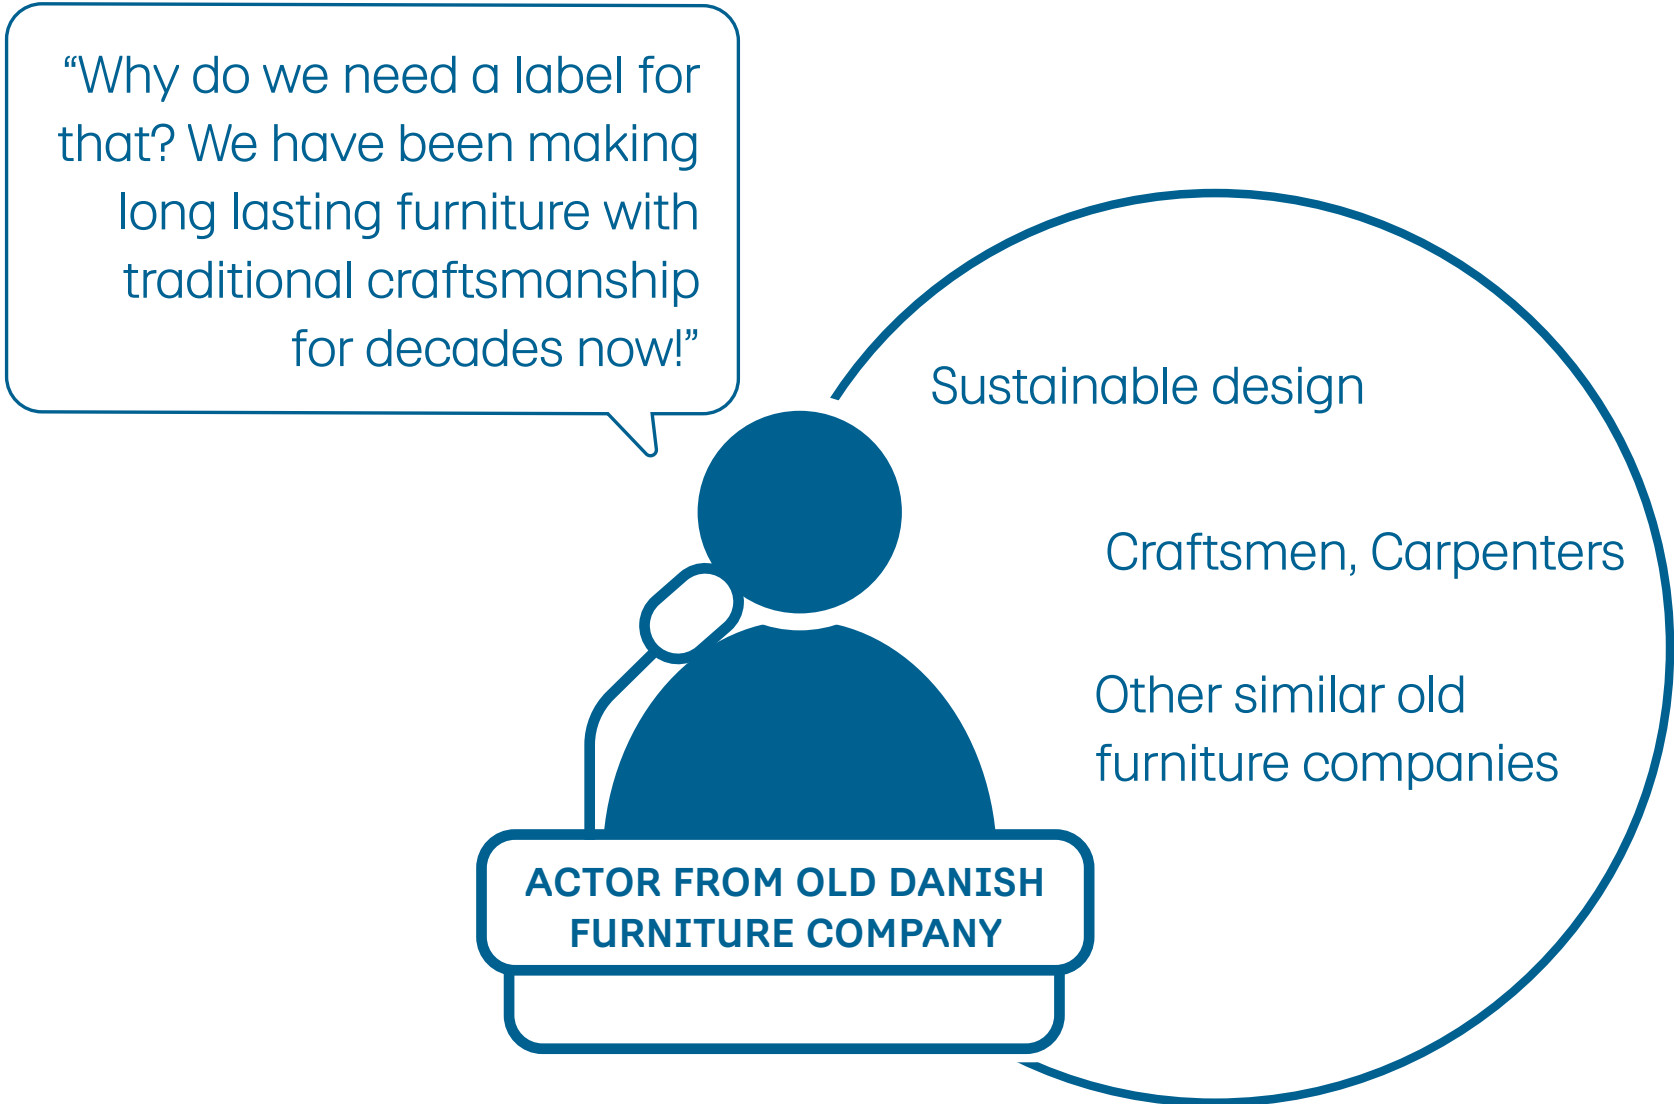 “Why do we need a label for
that? We have been making
long lasting furniture with
traditional craftsmanship
for decades now!”
Sustainable design
Craftsmen, Carpenters
Other similar old
furniture companies
ACTOR FROM OLD DANISH
FURNITURE COMPANY